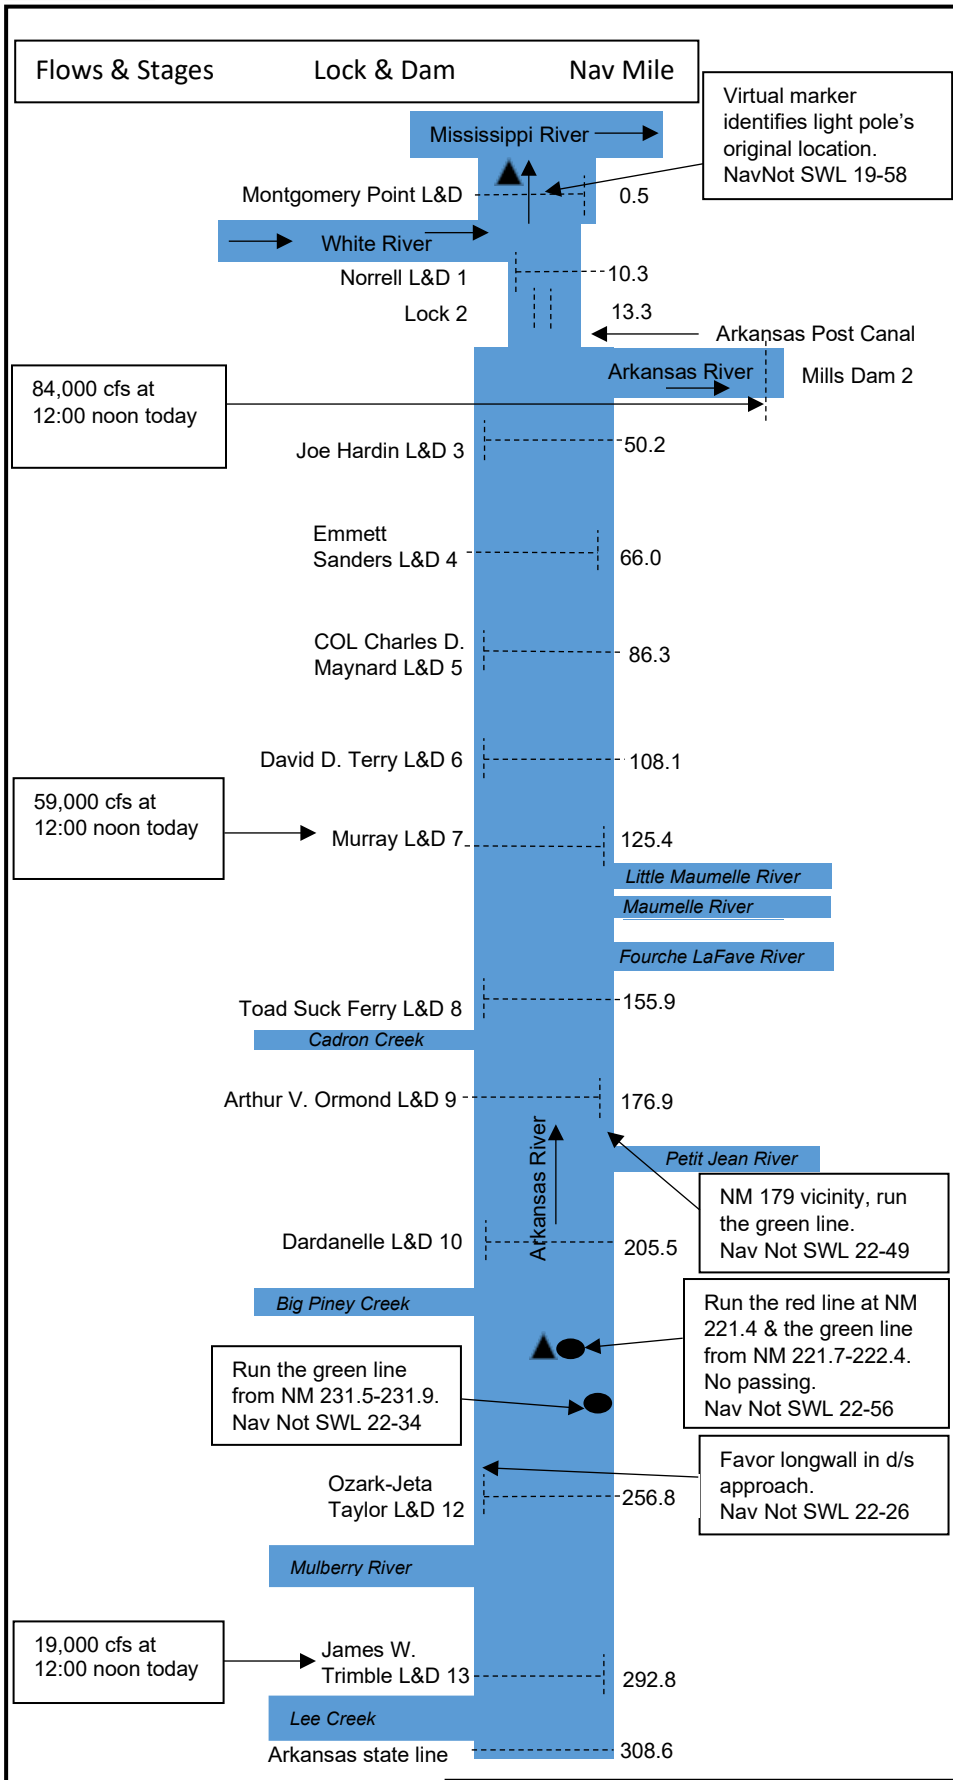 Flows & Stages Lock & Dam Nav Mile
Virtual marker
identifies light pole's
original location.
NavNot SWL 19-58
Mississippi River
Montgomery Point L&D 0.5
White River
Norrell L&D 1 10.3
Lock 2 13.3
Arkansas Post Canal
Arkansas River
Mills Dam 2
84,000 cfs at
12:00 noon today
Joe Hardin L&D 3 50.2
Emmett
Sanders L&D 4 66.0
COL Charles D.
Maynard L&D 5 86.3
David D. Terry L&D 6 108.1
59,000 cfs at
12:00 noon today
Murray L&D 7 125.4
Little Maumelle River
Maumelle River
Fourche LaFave River
Toad Suck Ferry L&D 8 155.9
Cadron Creek
Arthur V. Ormond L&D 9 176.9
Arkansas River
Petit Jean River
NM 179 vicinity, run
the green line.
Nav Not SWL 22-49
Dardanelle L&D 10 205.5
Big Piney Creek
Run the red line at NM
221.4 & the green line
from NM 221.7-222.4.
No passing.
Nav Not SWL 22-56
Run the green line
from NM 231.5-231.9.
Nav Not SWL 22-34
Favor longwall in d/s
approach.
Nav Not SWL 22-26
Ozark-Jeta
Taylor L&D 12 256.8
Mulberry River
19,000 cfs at
12:00 noon today
James W.
Trimble L&D 13 292.8
Lee Creek
Arkansas state line 308.6